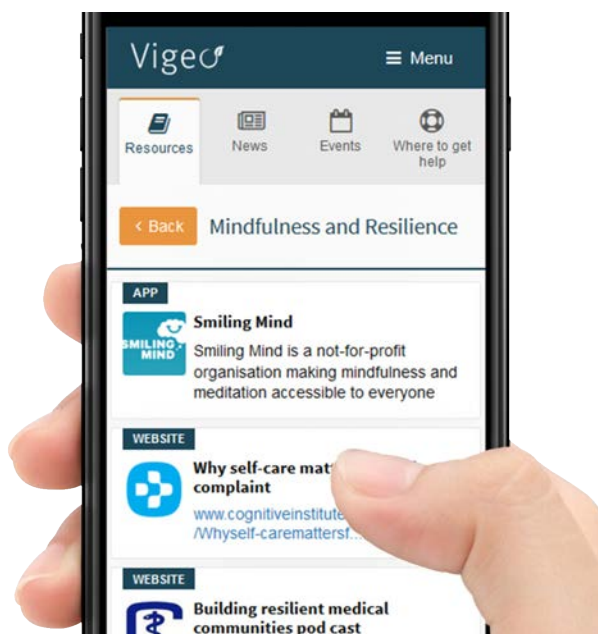 Vigeo
Menu
Resources
News
Events
Where to get
help
< Back
Mindfulness and Resilience
APP
SMILING
MIND
Smiling Mind
Smiling Mind is a not-for-profit
organisation making mindfulness and
meditation accessible to everyone
WEBSITE
Why self-care
complaint
www.cognitiveinstitute
/Whyself-caremattersf...
WEBSITE
Building resilient medical
communities pod cast